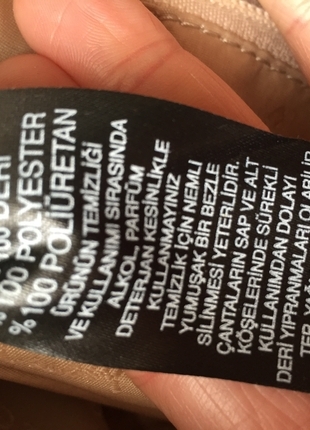 %100 DERİ
%100 POLYESTER
%100 POLİÜRETAN
ÜRÜNÜN TEMİZLİĞİ
VE KULLANIMI SIRASINDA
ALKOL, PARFÜM
DETERJAN KESİNLİKLE
KULLANMAYINIZ
TEMİZLİK İÇİN NEMLİ
YUMUŞAK BİR BEZLE
SİLİNMESİ YETERLİDİR.
ÇANTALARIN SAP VE ALT
KÖŞELERİNDE SÜREKLİ
KULLANIMDAN DOLAYI
DERİ YIPRANMALARI OLABİLİR
TER, YAĞ